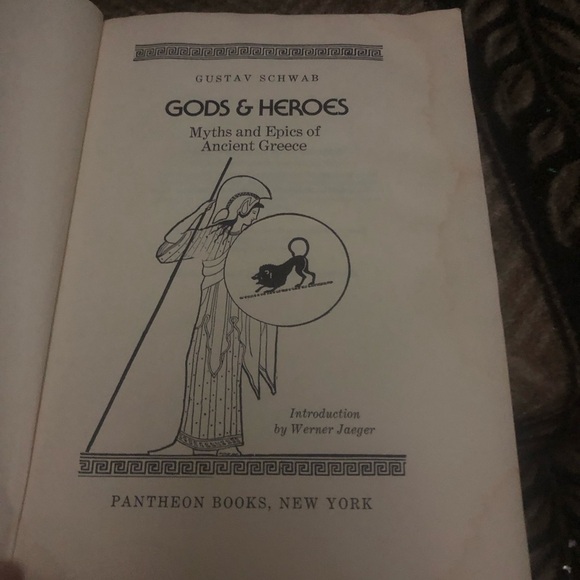 GUSTAV SCHWAB
GODS & HEROES
Myths and Epics of
Ancient Greece
Introduction
by Werner Jaeger
PANTHEON BOOKS, NEW YORK